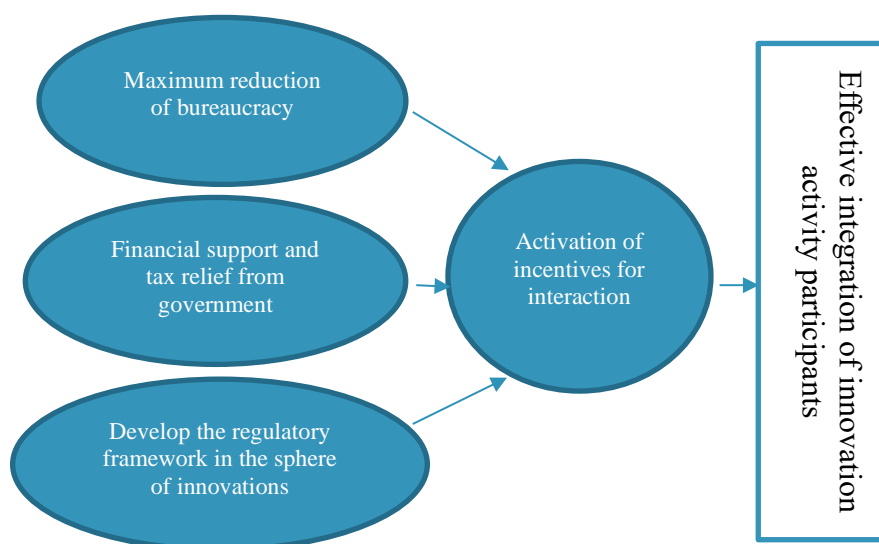 Maximum reduction
of bureaucracy
Financial support and
tax relief from
government
Develop the regulatory
framework in the sphere
of innovations
Activation of
incentives for
interaction
Effective integration of innovation
activity participants